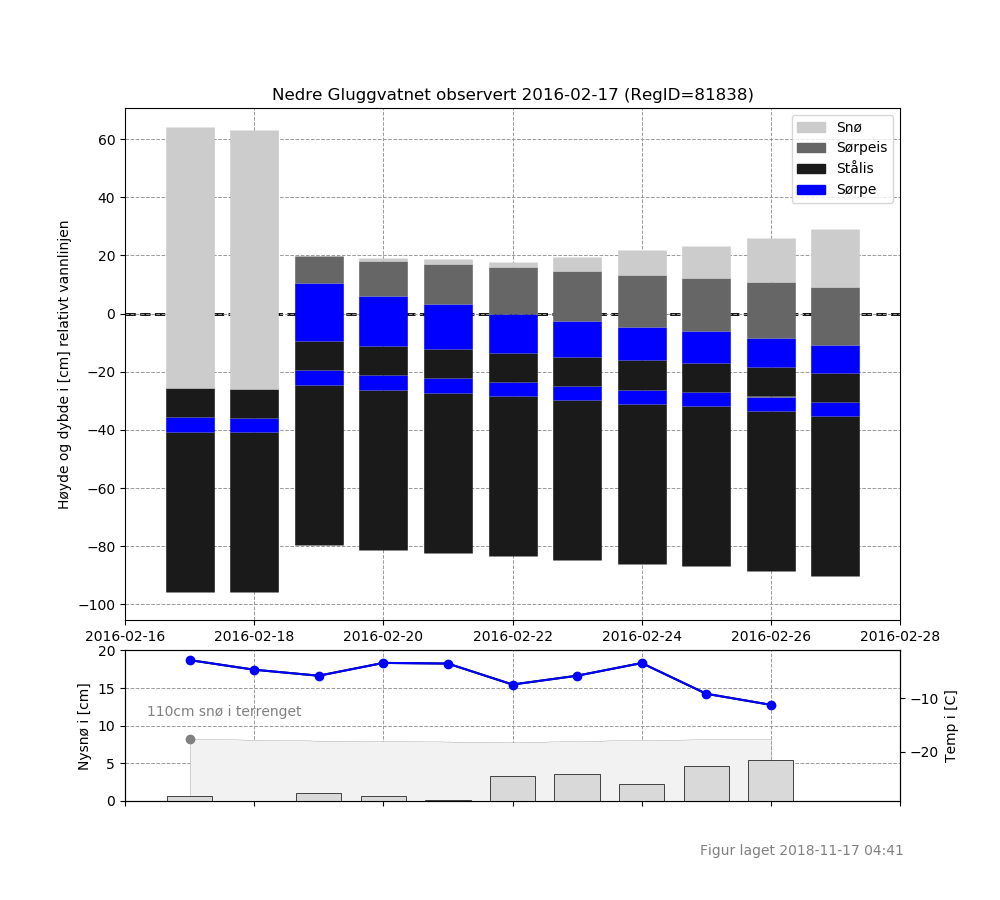 Nedre Gluggvatnet observert 2016-02-17 (RegID=81838)
Snø
Sørpeis
Stålis
Sørpe
Høyde og dybde i [cm] relativt vannlinjen
60
40
20
0
−20
−40
−60
−80
−100
2016-02-16
2016-02-18
2016-02-20
2016-02-22
2016-02-24
2016-02-26
2016-02-28
Nysnø i [cm]
20
15
10
5
0
110cm snø i terrenget
−10
−20
Temp i [C]
Figur laget 2018-11-17 04:41